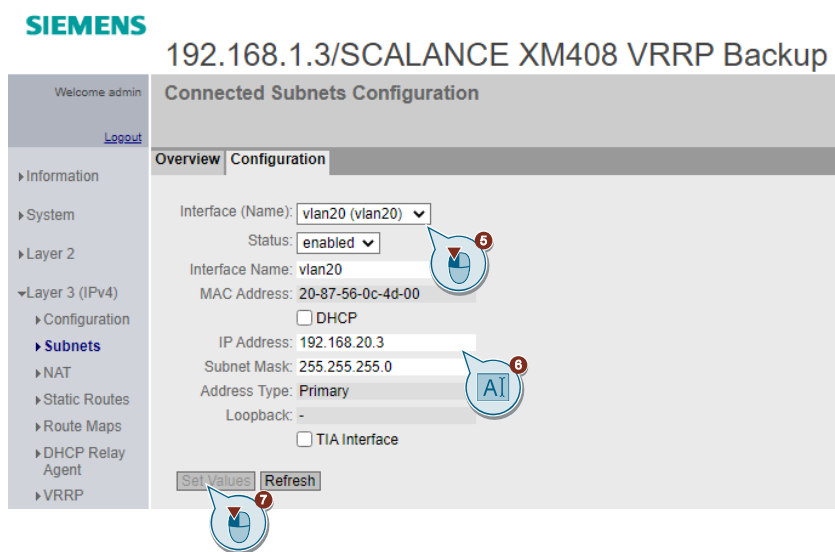 SIEMENS
192.168.1.3/SCALANCE XM408 VRRP Backup
Welcome admin
Logout
Connected Subnets Configuration
Overview Configuration
Information
System
Layer 2
Layer 3 (IPv4)
Configuration
Subnets
NAT
Static Routes
Route Maps
DHCP Relay
Agent
VRRP
Interface (Name): vlan20 (vlan20)
5
Status: enabled
Interface Name: vlan20
MAC Address: 20-87-56-0c-4d-00
DHCP
IP Address: 192.168.20.3
Subnet Mask: 255.255.255.0
6
AI
Address Type: Primary
Loopback: -
TIA Interface
Set Values Refresh
7